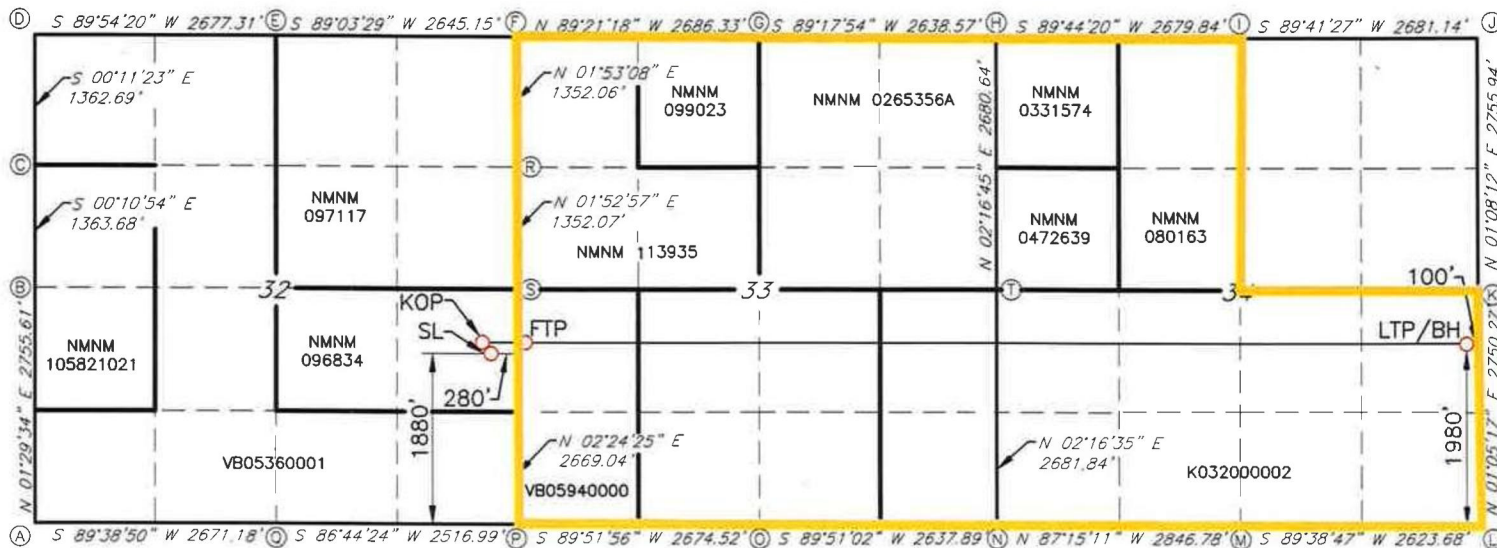 D S 89°54'20" W 2677.31' E S 89°03'29" W 2645.15' F N 89°21'18" W 2686.33' G S 89°17'54" W 2638.57' H S 89°44'20" W 2679.84' I S 89°41'27" W 2681.14' J
S 00°11'23" E
1362.69'
N 01°53'08" E
1352.06'
NMNM
099023
NMNM 0265356A
N 02°16'45" E 2680.64'
NMNM
0331574
N 01°08'12" E 2755.94'
C
R
S 00°10'54" E
1363.68'
NMNM
097117
N 01°52'57" E
1352.07'
NMNM 113935
NMNM
0472639
NMNM
080163
B
32
S
33
T
34
100'
K
KOP
SL
FTP
LTP/BH
NMNM
105821021
NMNM
096834
280'
1880'
1980'
N 01°29'34" E 2755.61'
N 01°05'17" E 2750.27'
VB05360001
N 02°24'25" E
2669.04'
VB05940000
N 02°16'35" E
2681.84'
K032000002
A S 89°38'50" W 2671.18' Q S 86°44'24" W 2516.99' P S 89°51'56" W 2674.52' O S 89°51'02" W 2637.89' N N 87°15'11" W 2846.78' M S 89°38'47" W 2623.68' L